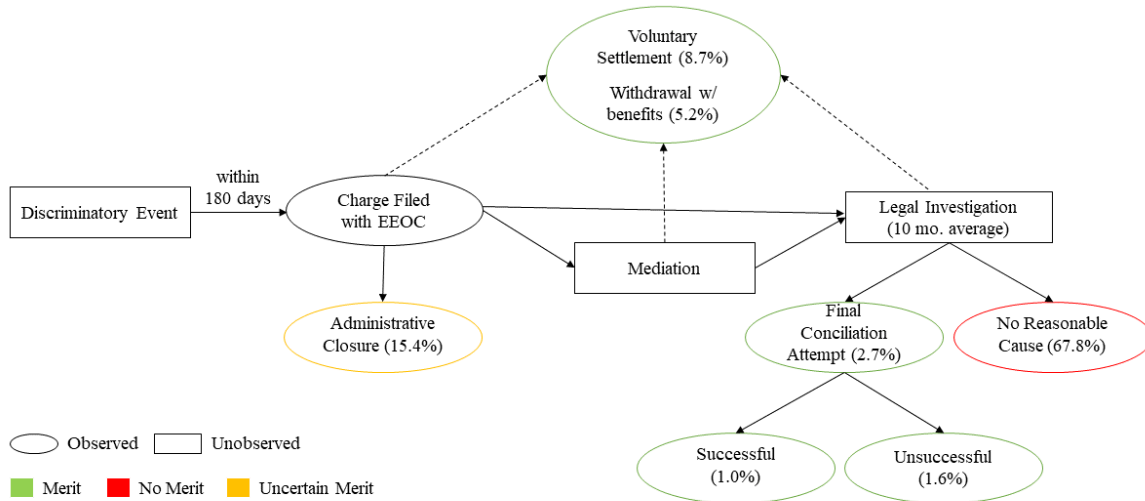 Voluntary
Settlement (8.7%)
Withdrawal w/
benefits (5.2%)
within
180 days
Discriminatory Event
Charge Filed
with EEOC
Legal Investigation
(10 mo. average)
Mediation
Administrative
Closure (15.4%)
Final
Conciliation
Attempt (2.7%)
No Reasonable
Cause (67.8%)
Observed
Unobserved
Successful
(1.0%)
Unsuccessful
(1.6%)
Merit
No Merit
Uncertain Merit